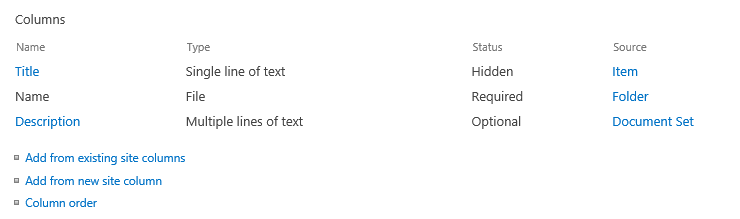 Columns
Name Type Status Source
Title Single line of text Hidden Item
Name File Required Folder
Description Multiple lines of text Optional Document Set
Add from existing site columns
Add from new site column
Column order